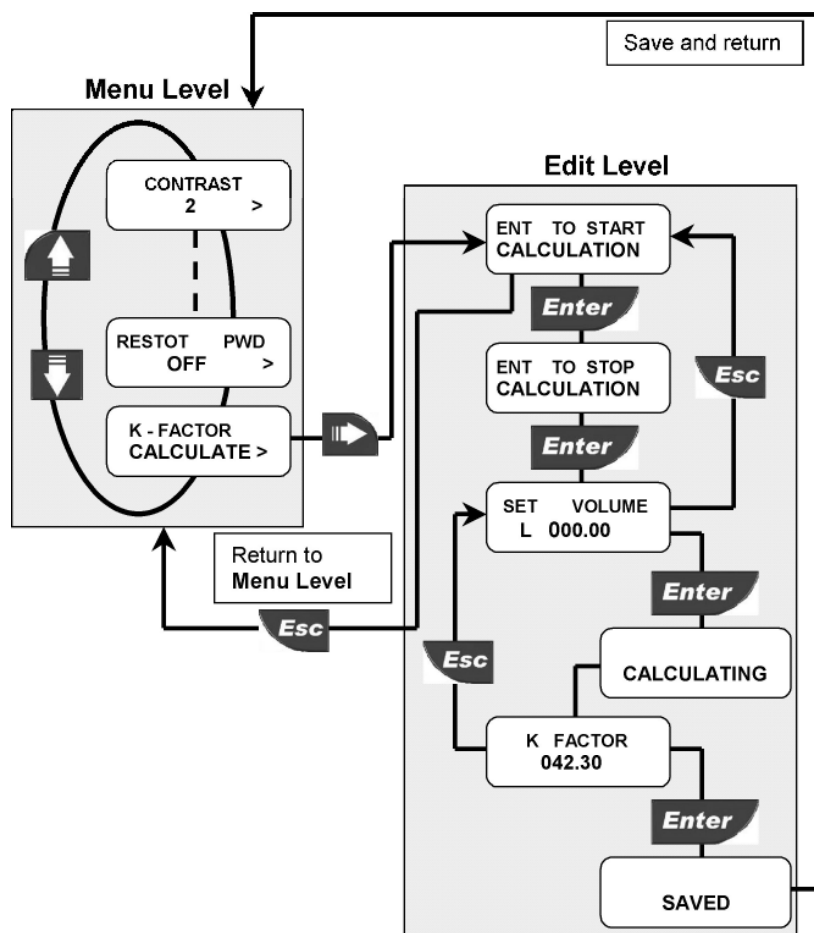 Save and return
Menu Level
CONTRAST
2 >
RESTOT PWD
OFF >
K - FACTOR
CALCULATE >
Edit Level
ENT TO START
CALCULATION
Enter
ENT TO STOP
CALCULATION
Esc
Enter
SET VOLUME
L 000.00
Return to
Menu Level
Esc
Enter
Esc
CALCULATING
K FACTOR
042.30
Enter
SAVED